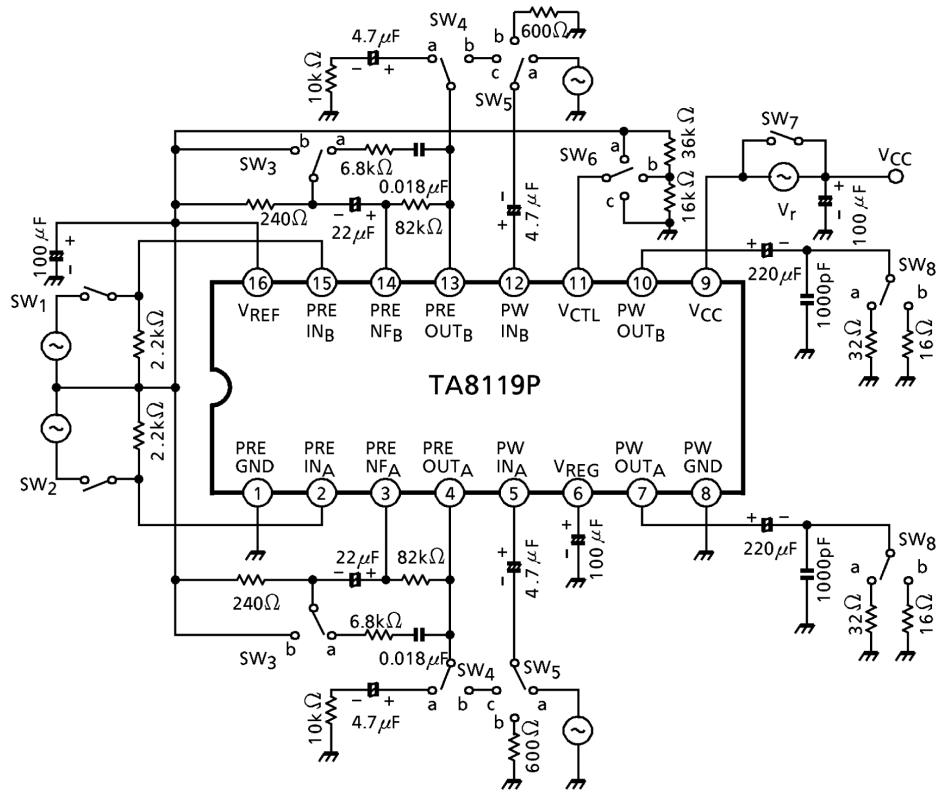 SW4
600Ω
4.7μF
a
b
b
c
a
10kΩ
SW5
SW7
36kΩ
SW3
b
a
SW6
a
b
c
VCC
6.8kΩ
0.018μF
4.7μF
16kΩ
Vr
100μF
240Ω
22μF
82kΩ
100μF
220μF
1000pF
SW8
a
b
32Ω
16Ω
SW1
16
15
14
13
12
11
10
9
VREF
PRE INB
PRE NFB
PRE OUTB
PW INB
VCTL
PW OUTB
VCC
2.2kΩ
TA8119P
2.2kΩ
SW2
PRE GND
PRE INA
PRE NFA
PRE OUTA
PW INA
VREG
PW OUTA
PW GND
1
2
3
4
5
6
7
8
22μF
82kΩ
4.7μF
100μF
220μF
1000pF
SW8
a
b
32Ω
16Ω
240Ω
SW3
b
a
6.8kΩ
0.018μF
SW4
SW5
a
b
c
a
b
10kΩ
4.7μF
600Ω